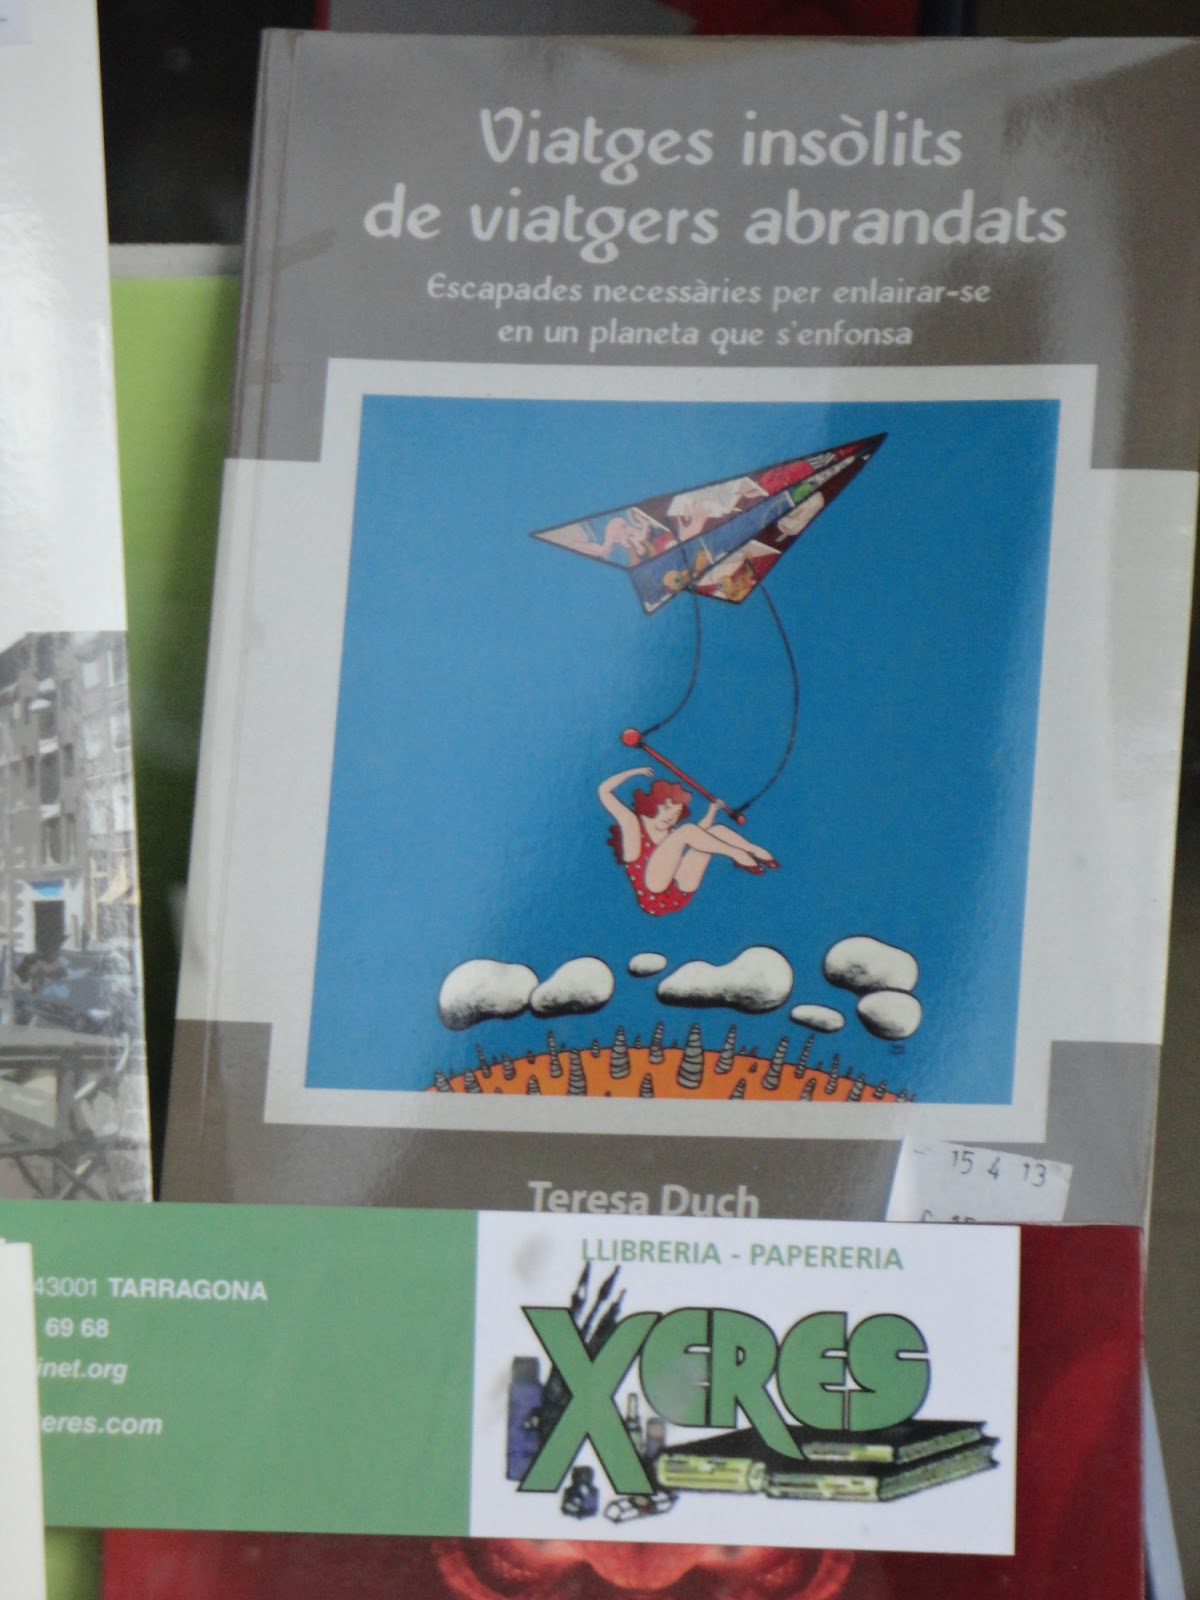 Viatges insòlits
de viatgers abrandats
Escapades necessàries per enlairar-se
en un planeta que s'enfonsa
15 4 13
Teresa Duch
LLIBRERIA - PAPERERIA
XERES
43001 TARRAGONA
69 68
inet.org
eres.com